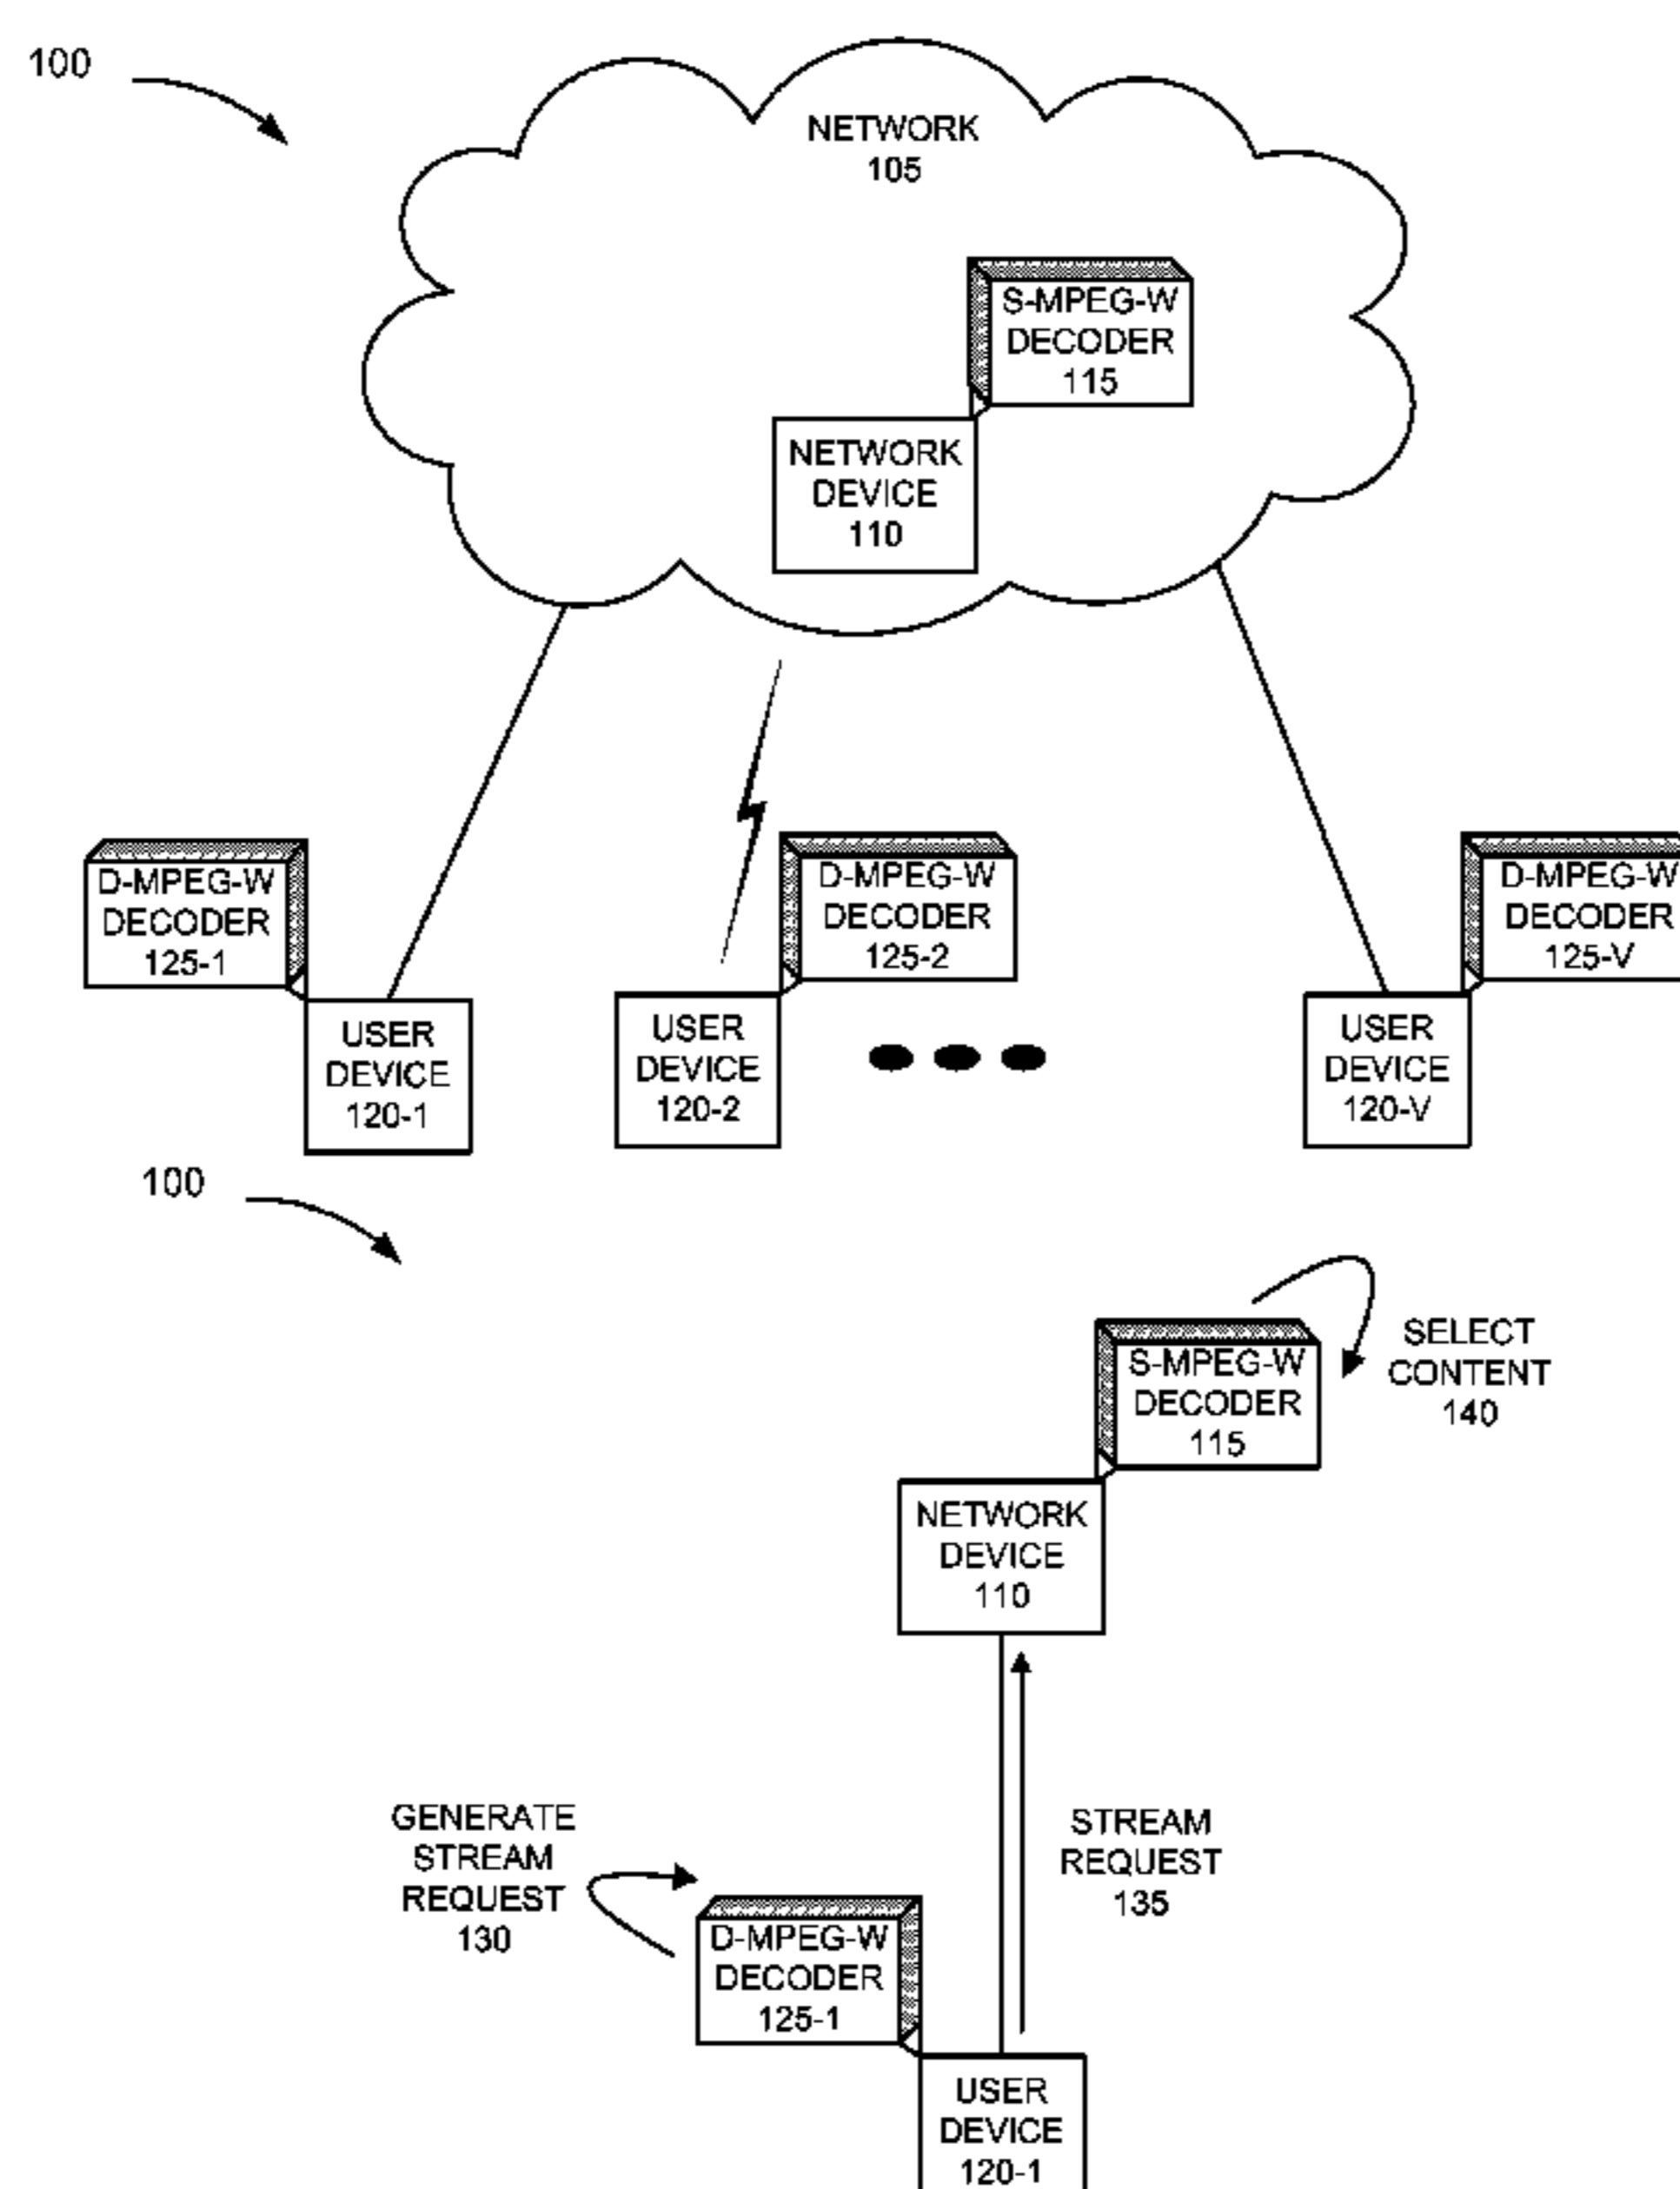 100
NETWORK
105
S-MPEG-W
DECODER
115
NETWORK
DEVICE
110
D-MPEG-W
DECODER
125-1
D-MPEG-W
DECODER
125-2
D-MPEG-W
DECODER
125-V
USER
DEVICE
120-1
USER
DEVICE
120-2
USER
DEVICE
120-V
100
S-MPEG-W
DECODER
115
SELECT
CONTENT
140
NETWORK
DEVICE
110
GENERATE
STREAM
REQUEST
130
STREAM
REQUEST
135
D-MPEG-W
DECODER
125-1
USER
DEVICE
120-1